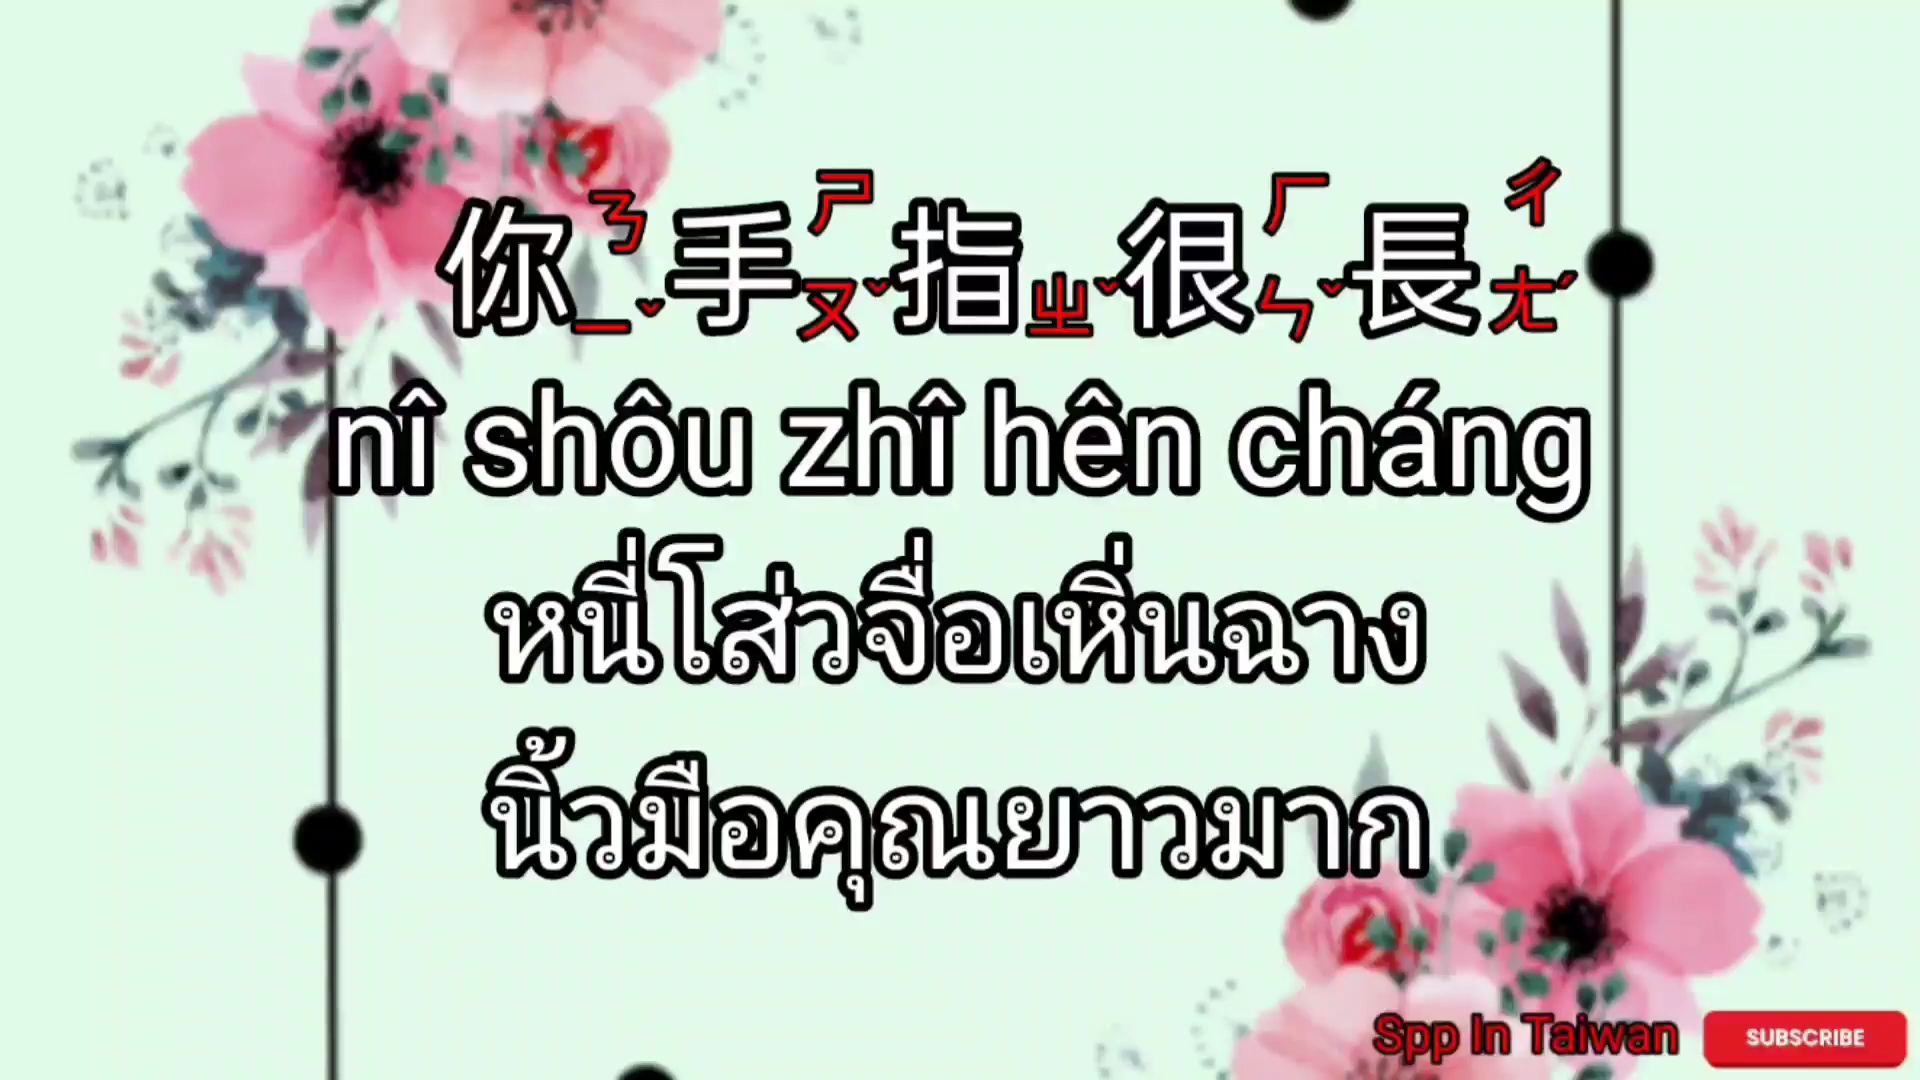 你ㄋㄧˇ手ㄕㄡˇ指ㄓˇ很ㄏㄣˇ長ㄔㄤˊ
nî shôu zhî hên cháng
หนี่โส่วจื่อเหิ่นฉาง
นิ้วมือคุณยาวมาก
Spp In Taiwan
SUBSCRIBE